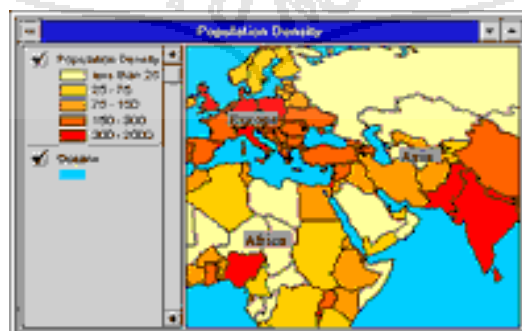 Population Density
Population Density
less than 25
25 - 75
75 - 150
150 - 300
300 - 2000
Oceans
Europe
Asia
Africa